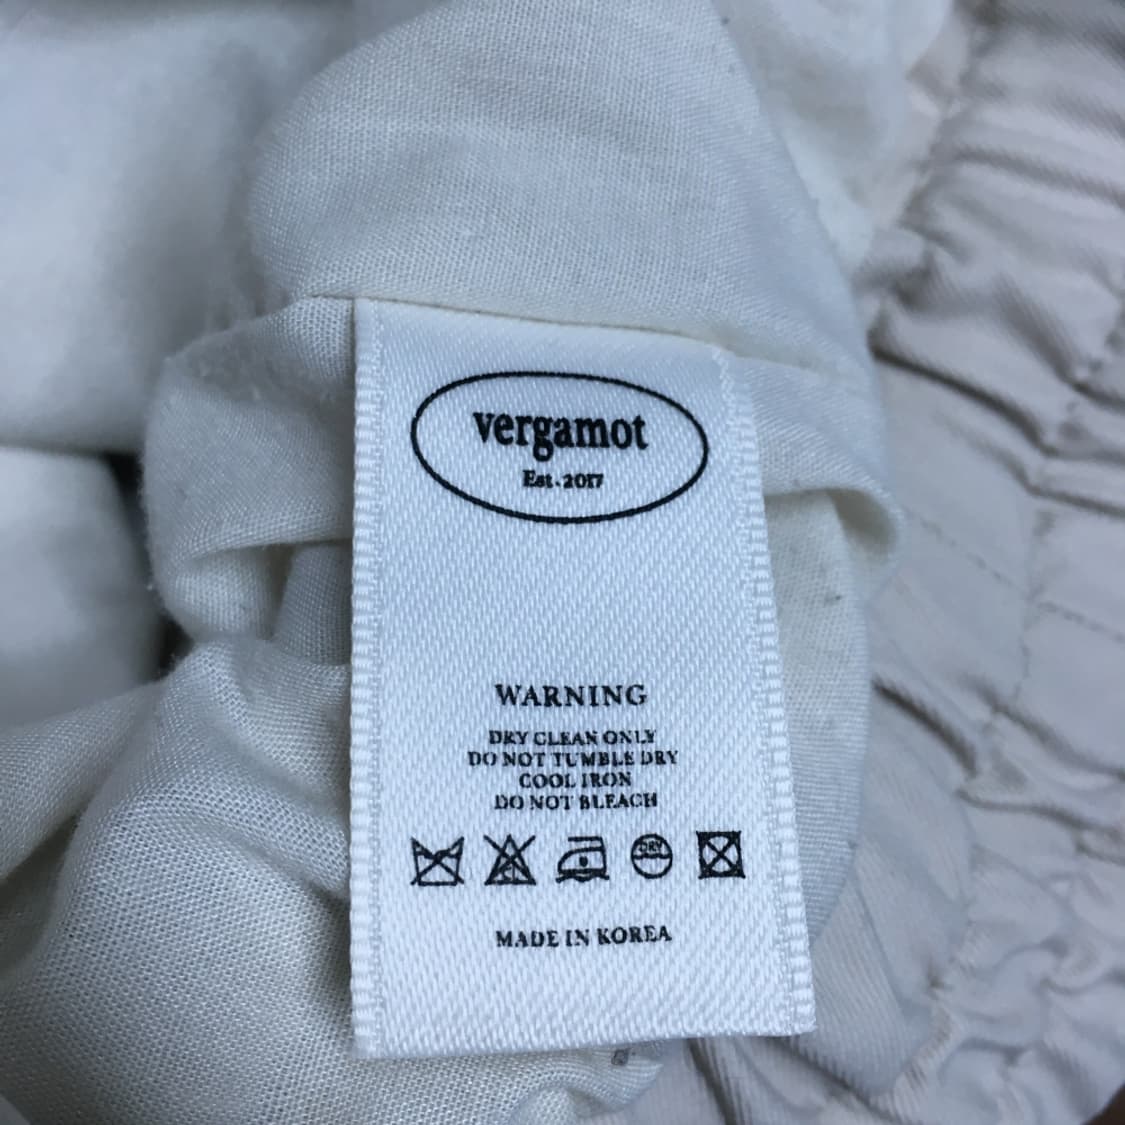 vergamot
Est. 2017
WARNING
DRY CLEAN ONLY
DO NOT TUMBLE DRY
COOL IRON
DO NOT BLEACH
DRY
MADE IN KOREA